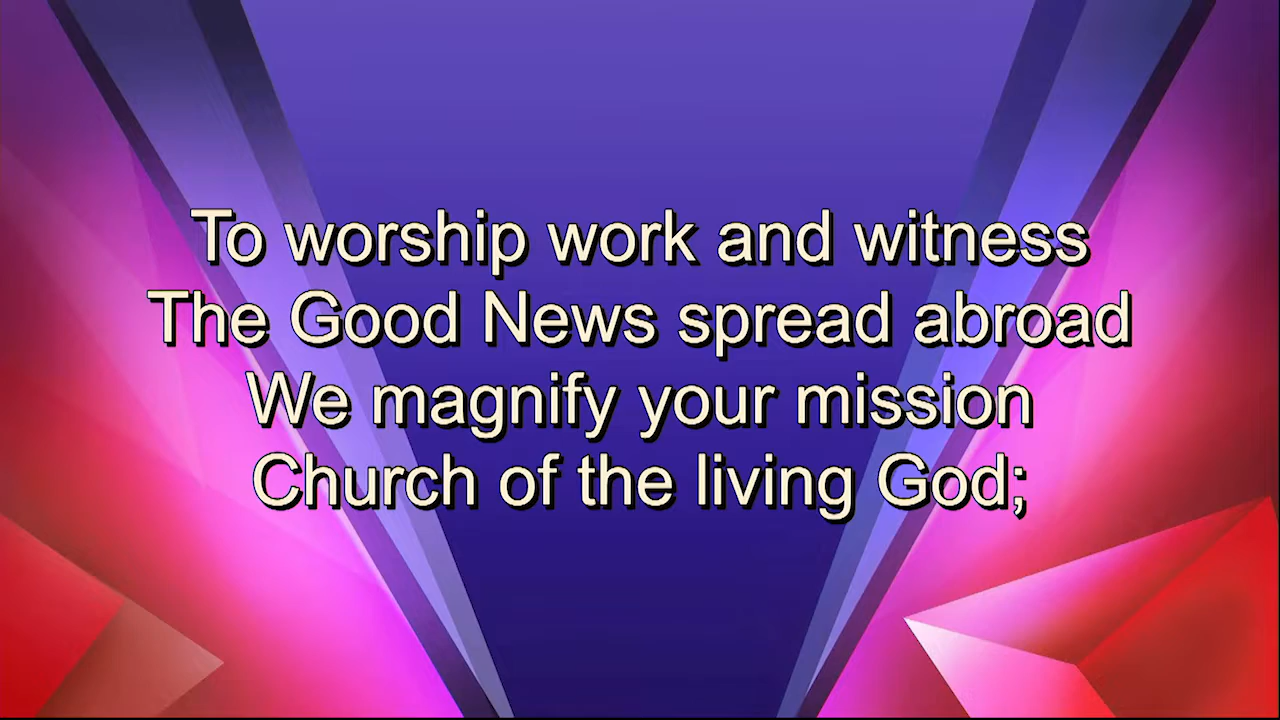 To worship work and witness
The Good News spread abroad
We magnify your mission
Church of the living God;